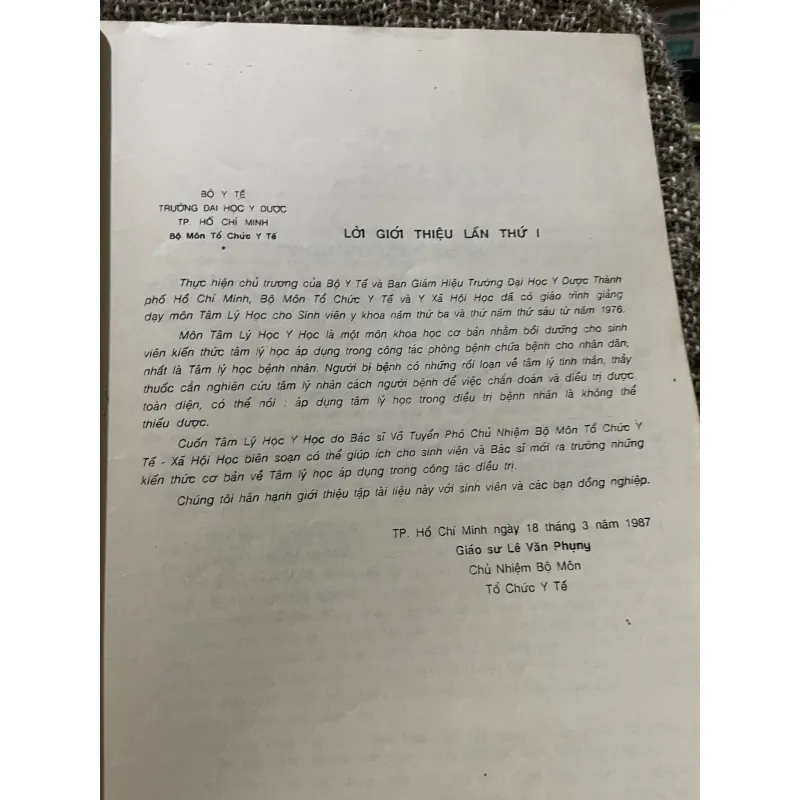 BỘ Y TẾ
TRƯỜNG ĐẠI HỌC Y DƯỢC
TP. HỒ CHÍ MINH
Bộ Môn Tổ Chức Y Tế
LỜI GIỚI THIỆU LẦN THỨ I
Thực hiện chủ trương của Bộ Y Tế và Ban Giám Hiệu Trường Đại Học Y Dược Thành
phố Hồ Chí Minh, Bộ Môn Tổ Chức Y Tế và Y Xã Hội Học đã có giáo trình giảng
dạy môn Tâm Lý Học cho Sinh viên y khoa năm thứ ba và thứ năm thứ sáu từ năm 1976.
Môn Tâm Lý Học Y Học là một môn khoa học cơ bản nhằm bồi dưỡng cho sinh
viên kiến thức tâm lý học áp dụng trong công tác phòng bệnh chữa bệnh cho nhân dân,
nhất là Tâm lý học bệnh nhân. Người bị bệnh có những rối loạn về tâm lý tinh thần, thầy
thuốc cần nghiên cứu tâm lý nhân cách người bệnh để việc chẩn đoán và điều trị được
toàn diện, có thể nói : áp dụng tâm lý học trong điều trị bệnh nhân là không thể
thiếu được.
Cuốn Tâm Lý Học Y Học do Bác sĩ Võ Tuyển Phó Chủ Nhiệm Bộ Môn Tổ Chức Y
Tế - Xã Hội Học biên soạn có thể giúp ích cho sinh viên và Bác sĩ mới ra trường những
kiến thức cơ bản về Tâm lý học áp dụng trong công tác điều trị.
Chúng tôi hân hạnh giới thiệu tập tài liệu này với sinh viên và các bạn đồng nghiệp.
TP. Hồ Chí Minh ngày 18 tháng 3 năm 1987
Giáo sư Lê Văn Phụng
Chủ Nhiệm Bộ Môn
Tổ Chức Y Tế